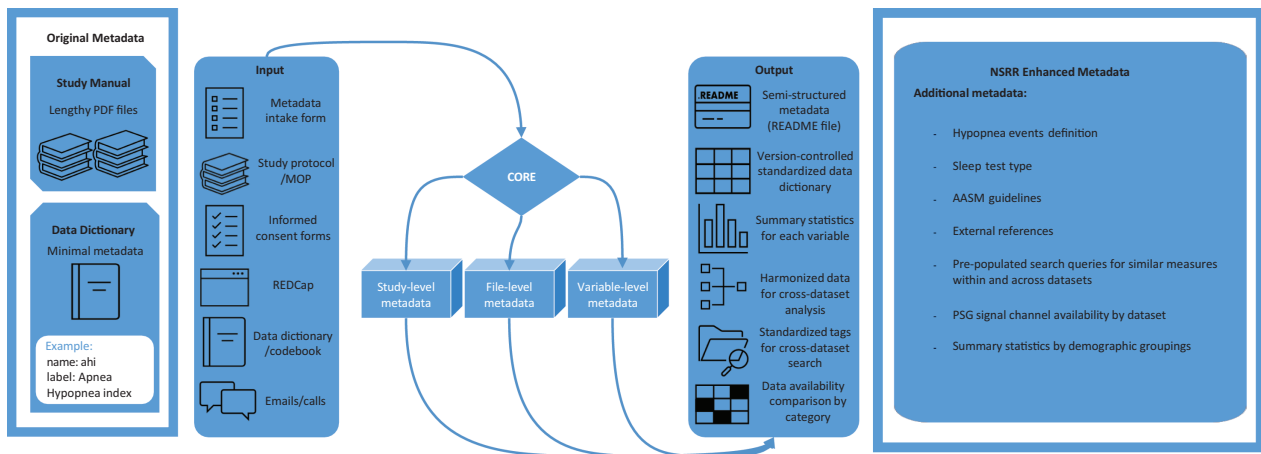 Original Metadata
Study Manual
Lengthy PDF files
Data Dictionary
Minimal metadata
Example:
name: ahi
label: Apnea
Hypopnea index
Input
Metadata
intake form
Study protocol
/MOP
Informed
consent forms
REDCap
Data dictionary
/codebook
Emails/calls
CORE
Study-level
metadata
File-level
metadata
Variable-level
metadata
Output
.README
Semi-structured
metadata
(README file)
Version-controlled
standardized data
dictionary
Summary statistics
for each variable
Harmonized data
for cross-dataset
analysis
Standardized tags
for cross-dataset
search
Data availability
comparison by
category
NSRR Enhanced Metadata
Additional metadata:
- Hypopnea events definition
- Sleep test type
- AASM guidelines
- External references
- Pre-populated search queries for similar measures
within and across datasets
- PSG signal channel availability by dataset
- Summary statistics by demographic groupings